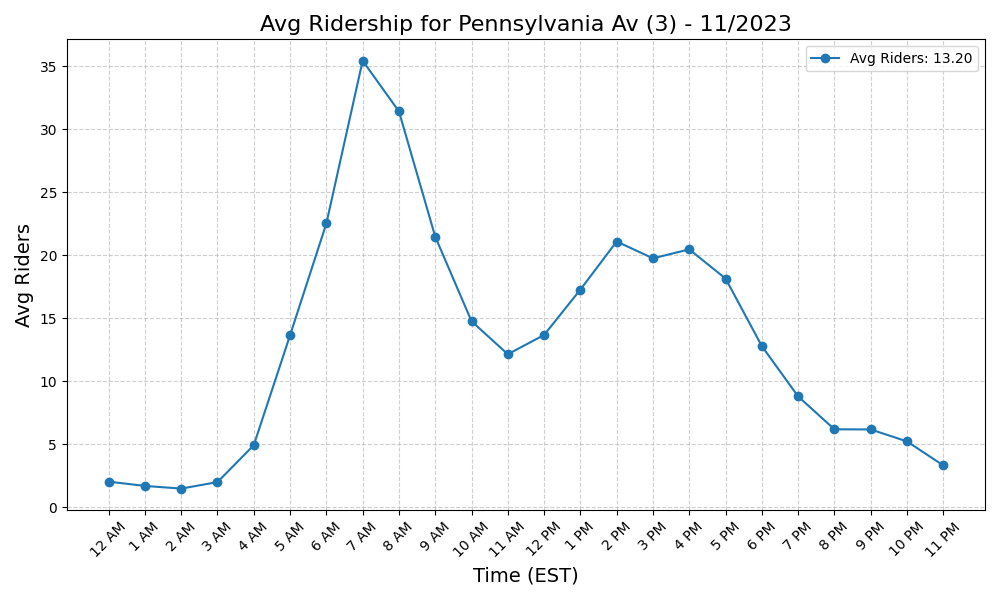 Avg Ridership for Pennsylvania Av (3) - 11/2023
Avg Riders: 13.20
35
30
25
20
15
10
5
0
Avg Riders
12 AM
1 AM
2 AM
3 AM
4 AM
5 AM
6 AM
7 AM
8 AM
9 AM
10 AM
11 AM
12 PM
1 PM
2 PM
3 PM
4 PM
5 PM
6 PM
7 PM
8 PM
9 PM
10 PM
11 PM
Time (EST)